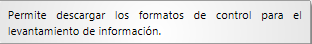 Permite descargar los formatos de control para el
levantamiento de información.